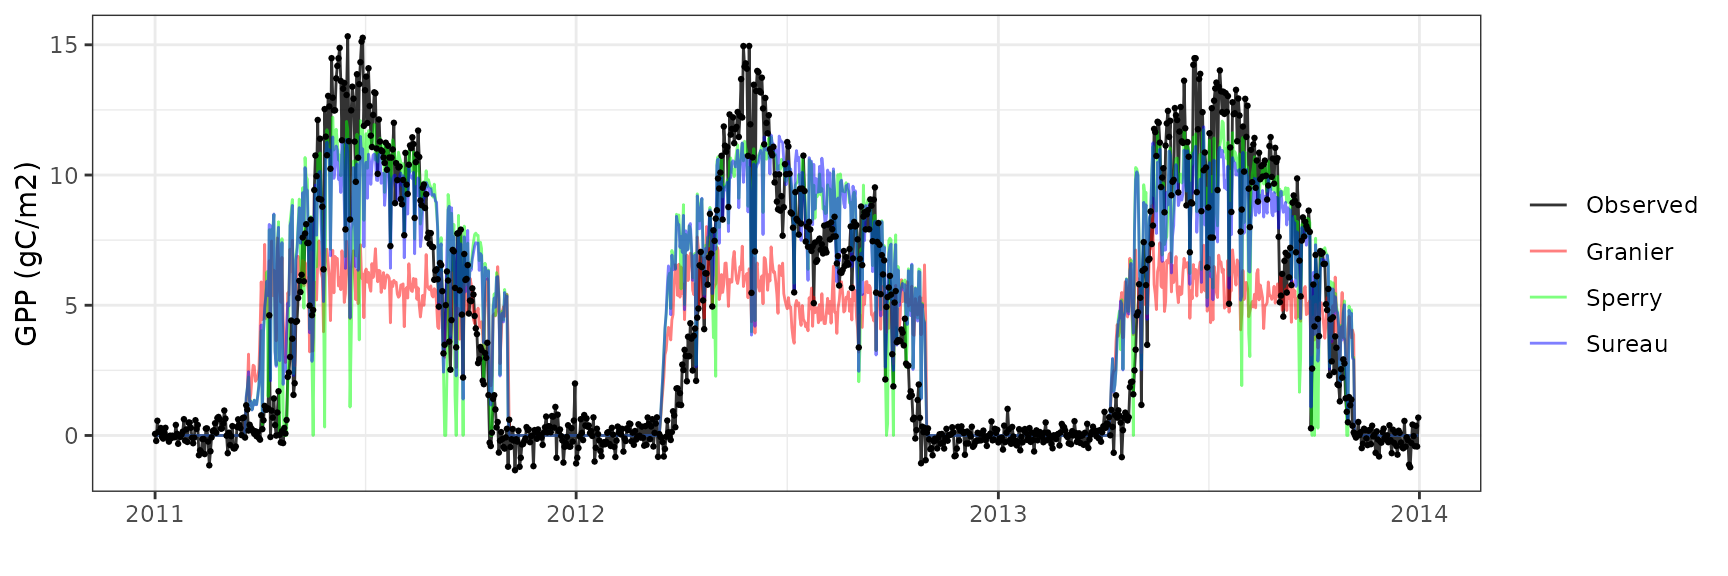 15
10
5
0
GPP (gC/m2)
2011
2012
2013
2014
Observed
Granier
Sperry
Sureau